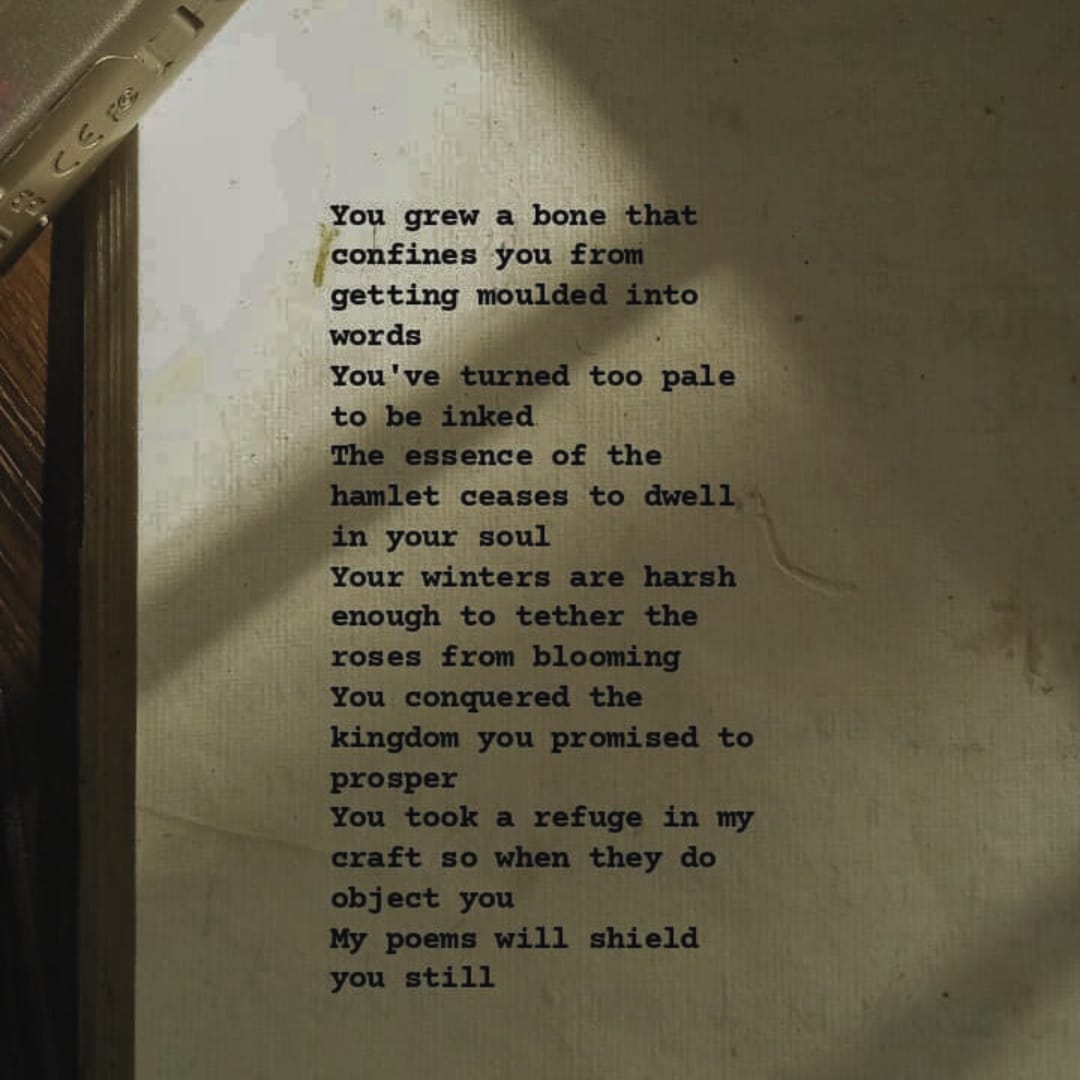 CE FC
You grew a bone that
confines you from
getting moulded into
words
You've turned too pale
to be inked
The essence of the
hamlet ceases to dwell
in your soul
Your winters are harsh
enough to tether the
roses from blooming
You conquered the
kingdom you promised to
prosper
You took a refuge in my
craft so when they do
object you
My poems will shield
you still